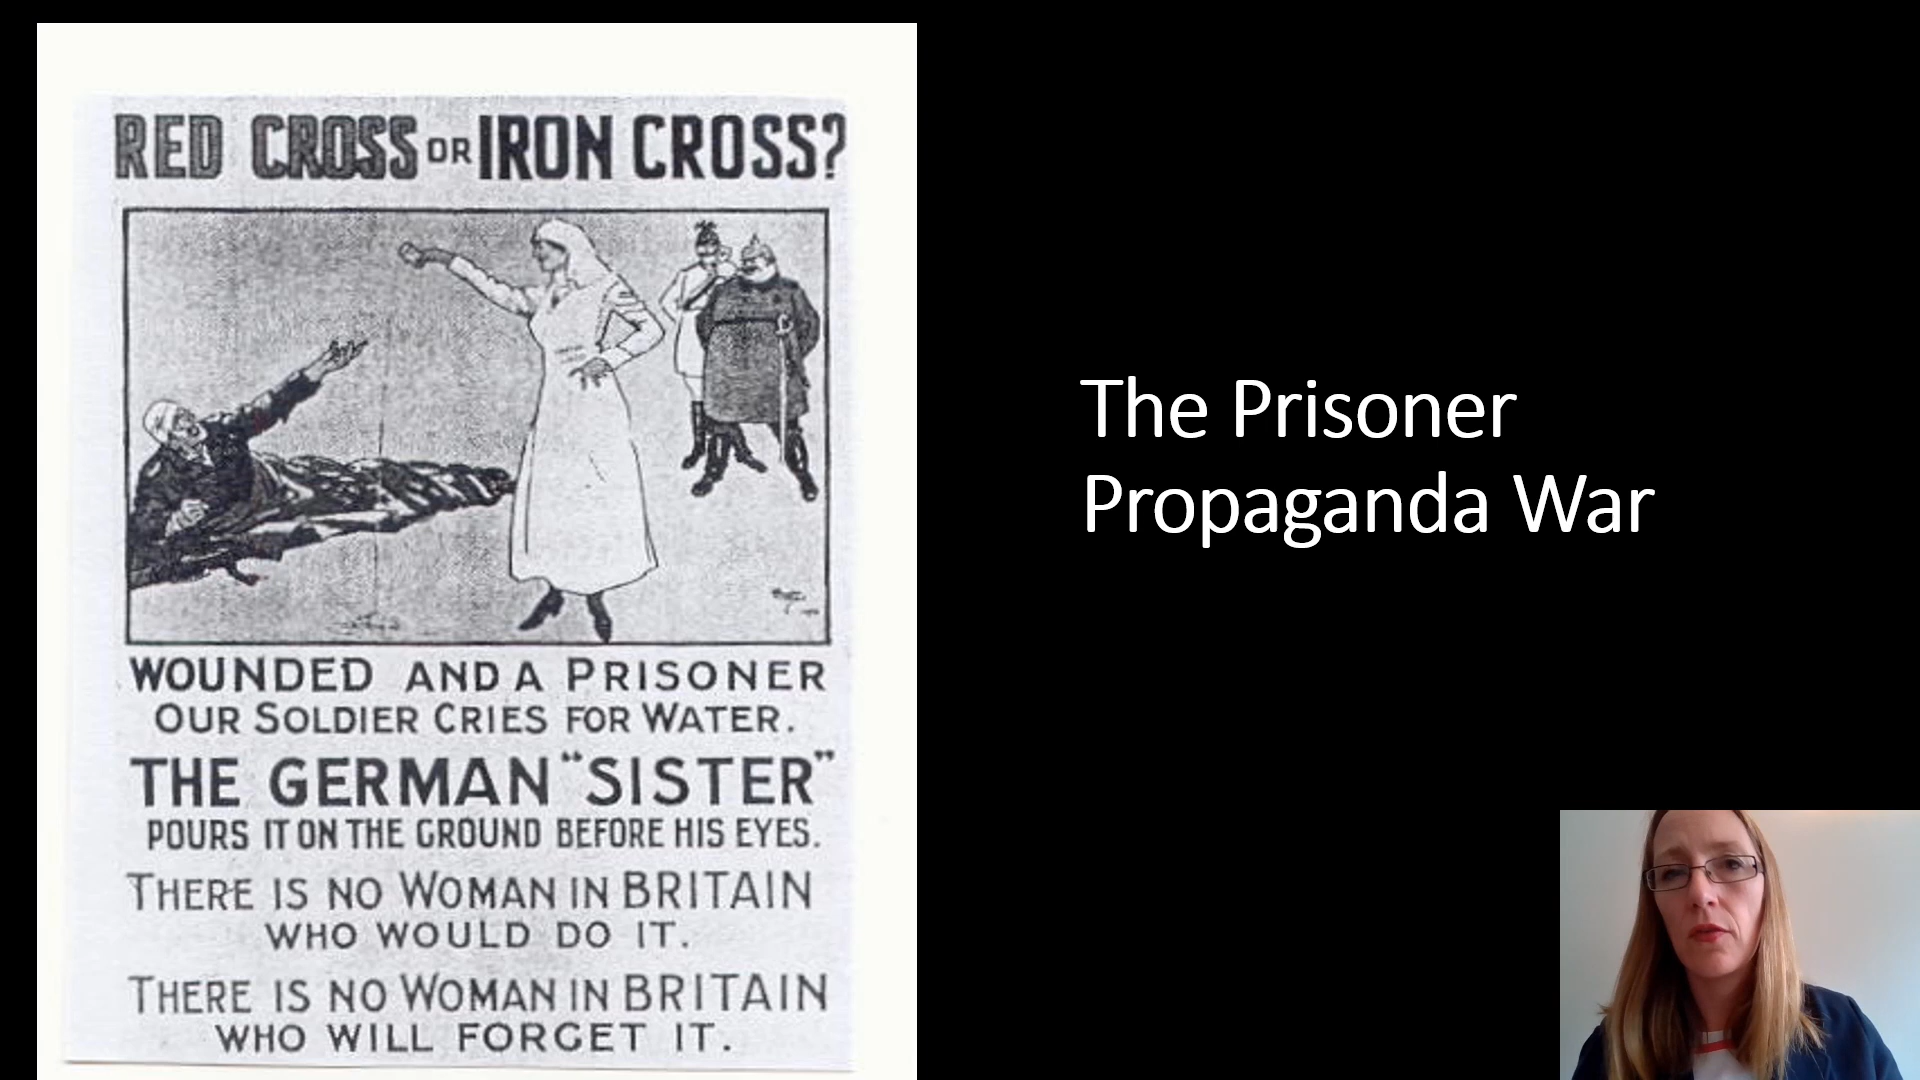 RED CROSS OR IRON CROSS?
WOUNDED AND A PRISONER
OUR SOLDIER CRIES FOR WATER.
THE GERMAN “SISTER”
POURS IT ON THE GROUND BEFORE HIS EYES.
THERE IS NO WOMAN IN BRITAIN
WHO WOULD DO IT.
THERE IS NO WOMAN IN BRITAIN
WHO WILL FORGET IT.
The Prisoner
Propaganda War